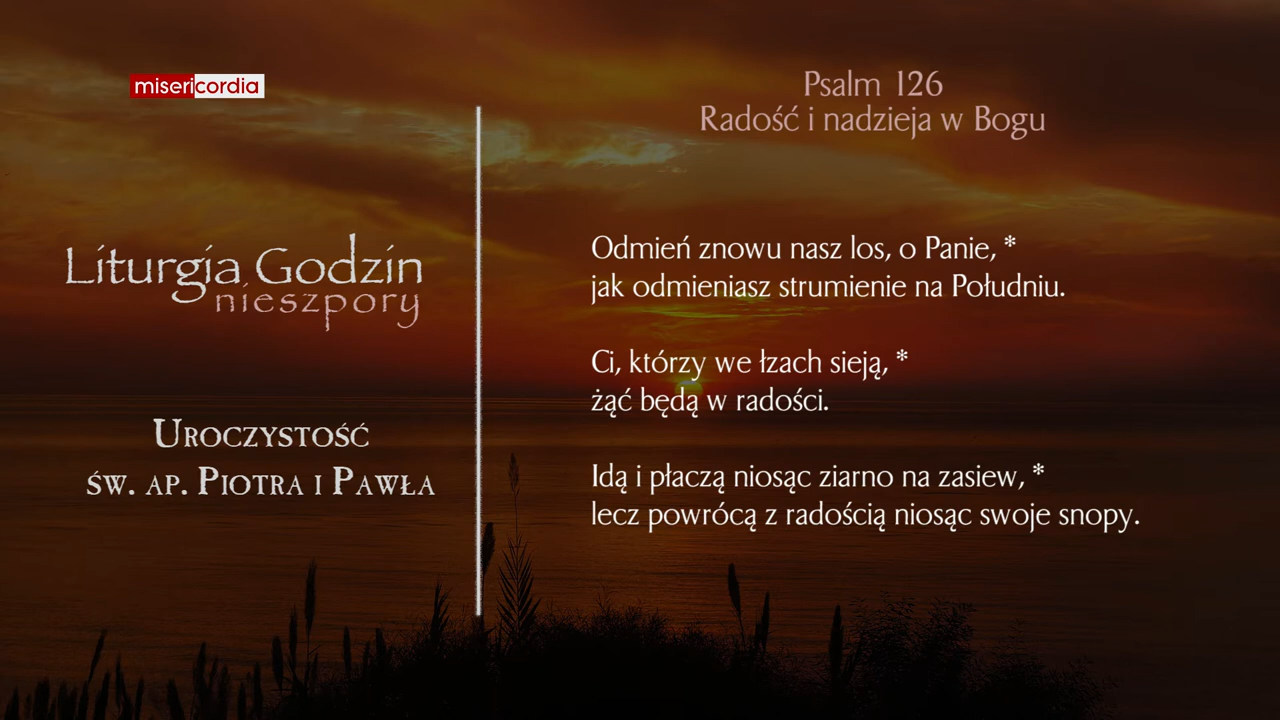 misericordia
Liturgia Godzin
nieszpory
Uroczystość
św. ap. Piotra i Pawła
Psalm 126
Radość i nadzieja w Bogu
Odmień znowu nasz los, o Panie, *
jak odmieniasz strumienie na Południu.
Ci, którzy we łzach sieją, *
żąć będą w radości.
Idą i płaczą niosąc ziarno na zasiew, *
lecz powrócą z radością niosąc swoje snopy.